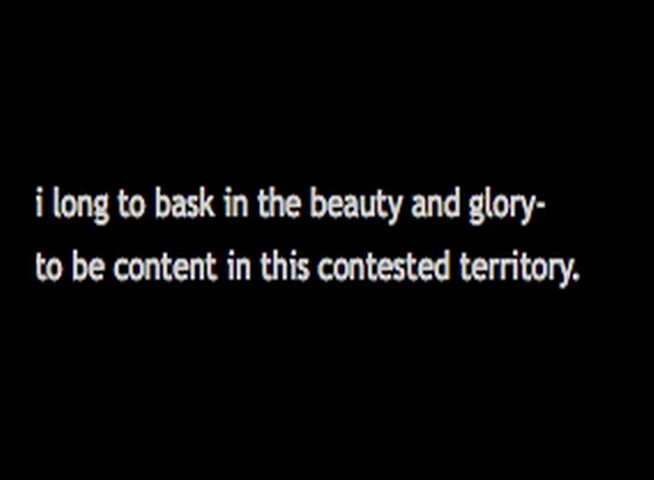 i long to bask in the beauty and glory-
to be content in this contested territory.